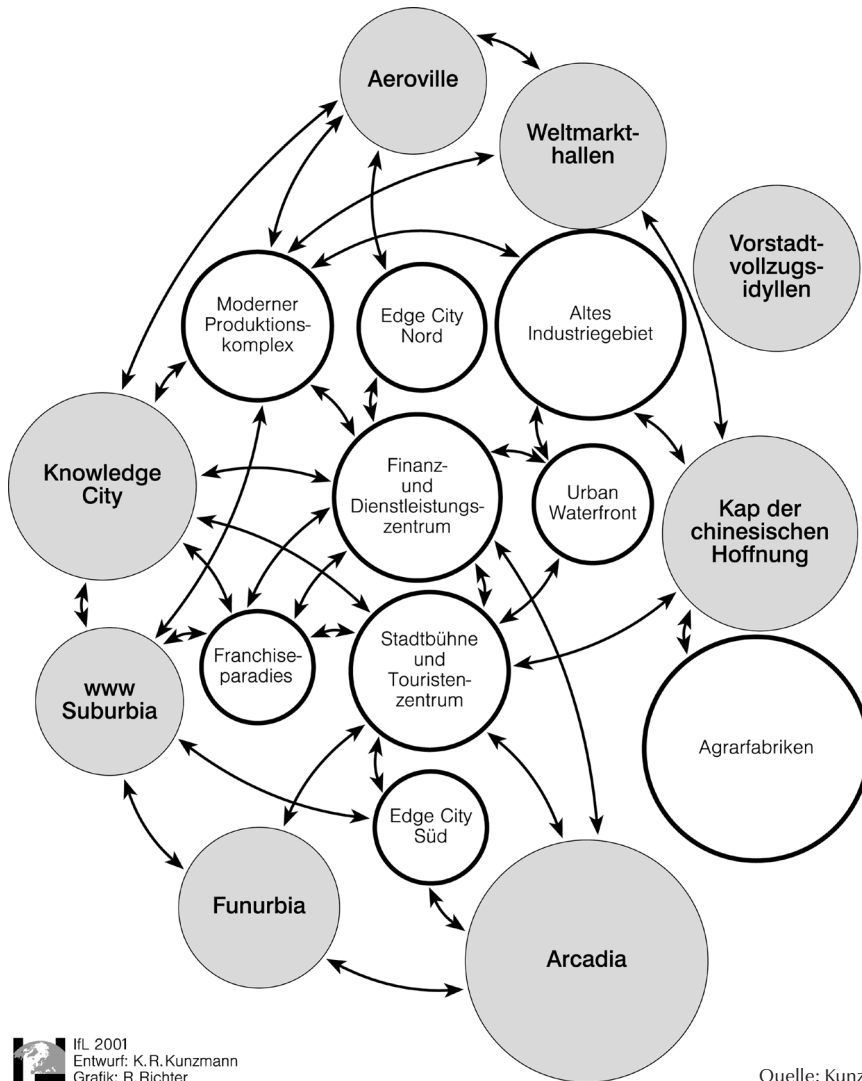 Aeroville
Weltmarkt-
hallen
Vorstadt-
vollzugs-
idyllen
Moderner
Produktions-
komplex
Edge City
Nord
Altes
Industriegebiet
Knowledge
City
Finanz-
und
Dienstleistungs-
zentrum
Urban
Waterfront
Kap der
chinesischen
Hoffnung
www
Suburbia
Franchise-
paradies
Stadtbühne
und
Touristen-
zentrum
Agrarfabriken
Edge City
Süd
Funurbia
Arcadia
IfL 2001
Entwurf: K.R.Kunzmann
Grafik: R.Richter
Quelle: Kunz